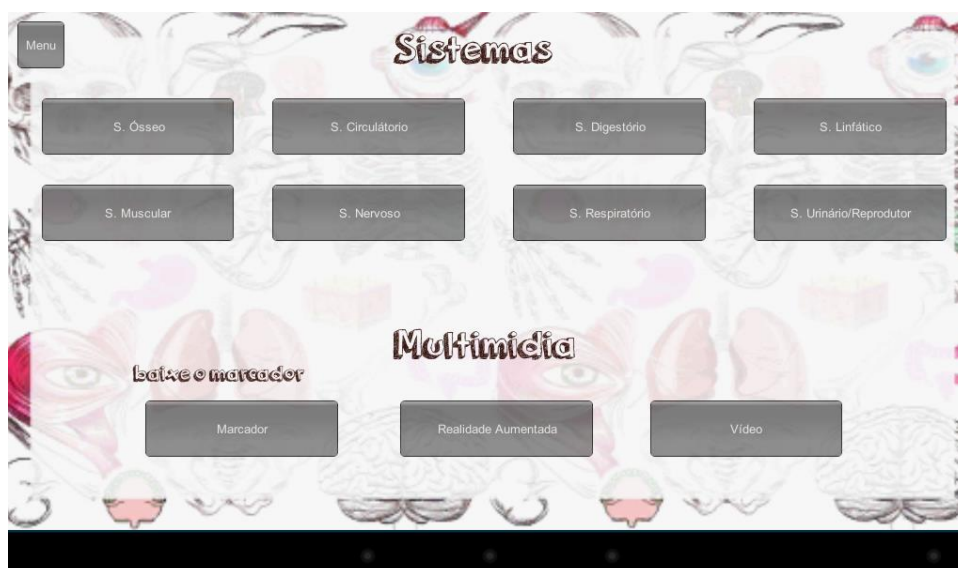 Menu
Sistemas
S. Ósseo
S. Circulátorio
S. Digestório
S. Linfático
S. Muscular
S. Nervoso
S. Respiratório
S. Urinário/Reprodutor
Multimidia
baixe o marcador
Marcador
Realidade Aumentada
Vídeo